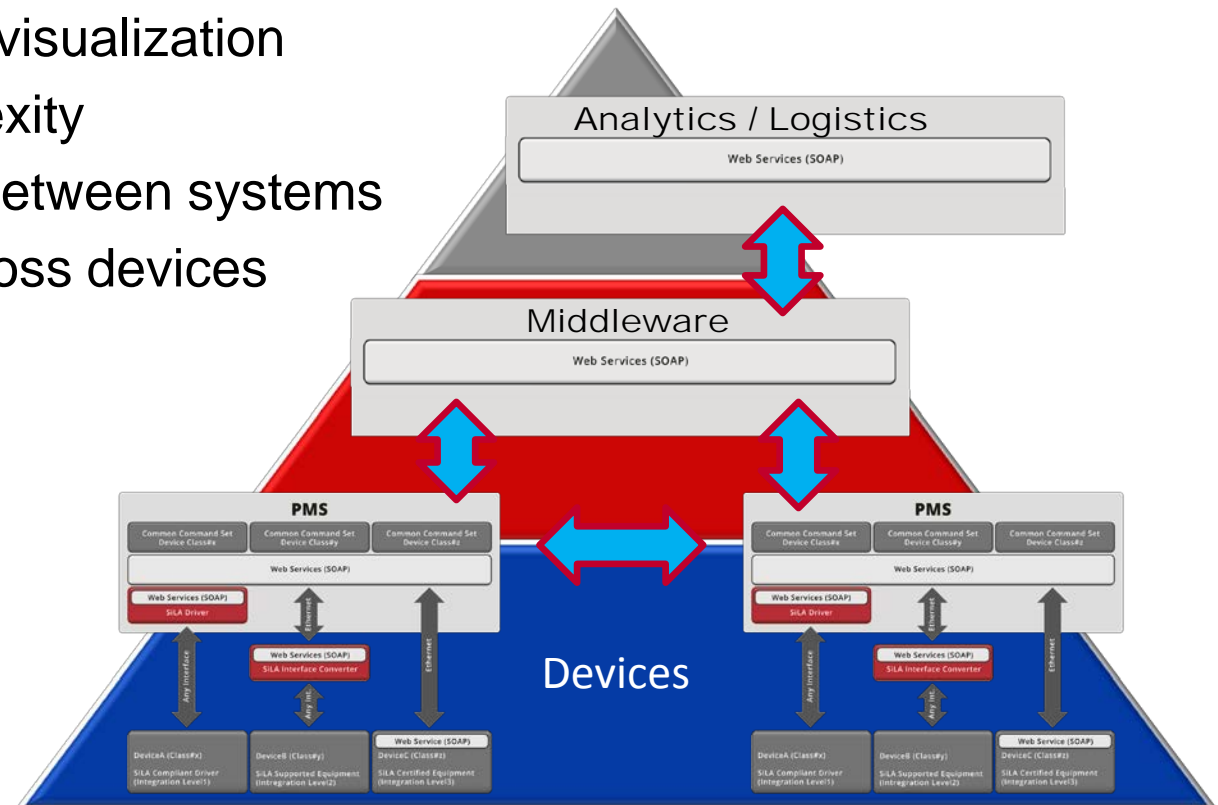 visualization
exity
etween systems
oss devices
Analytics / Logistics
Web Services (SOAP)
Middleware
Web Services (SOAP)
PMS
Common Command Set
Device Class#x
Common Command Set
Device Class#y
Common Command Set
Device Class#z
Web Services (SOAP)
Web Services (SOAP)
SiLA Driver
Ethernet
Any Interface
Web Services (SOAP)
SiLA Interface Converter
Ethernet
Any Int.
DeviceA (Class#x)
SiLA Compliant Driver
(Integration Level1)
DeviceB (Class#y)
SiLA Supported Equipment
(Intregration Level2)
Web Service (SOAP)
DeviceC (Class#z)
SiLA Certified Equipment
(Integration Level3)
Devices
PMS
Common Command Set
Device Class#x
Common Command Set
Device Class#y
Common Command Set
Device Class#z
Web Services (SOAP)
Web Services (SOAP)
SiLA Driver
Ethernet
Any Interface
Web Services (SOAP)
SiLA Interface Converter
Ethernet
Any Int.
DeviceA (Class#x)
SiLA Compliant Driver
(Integration Level1)
DeviceB (Class#y)
SiLA Supported Equipment
(Intregration Level2)
Web Service (SOAP)
DeviceC (Class#z)
SiLA Certified Equipment
(Integration Level3)